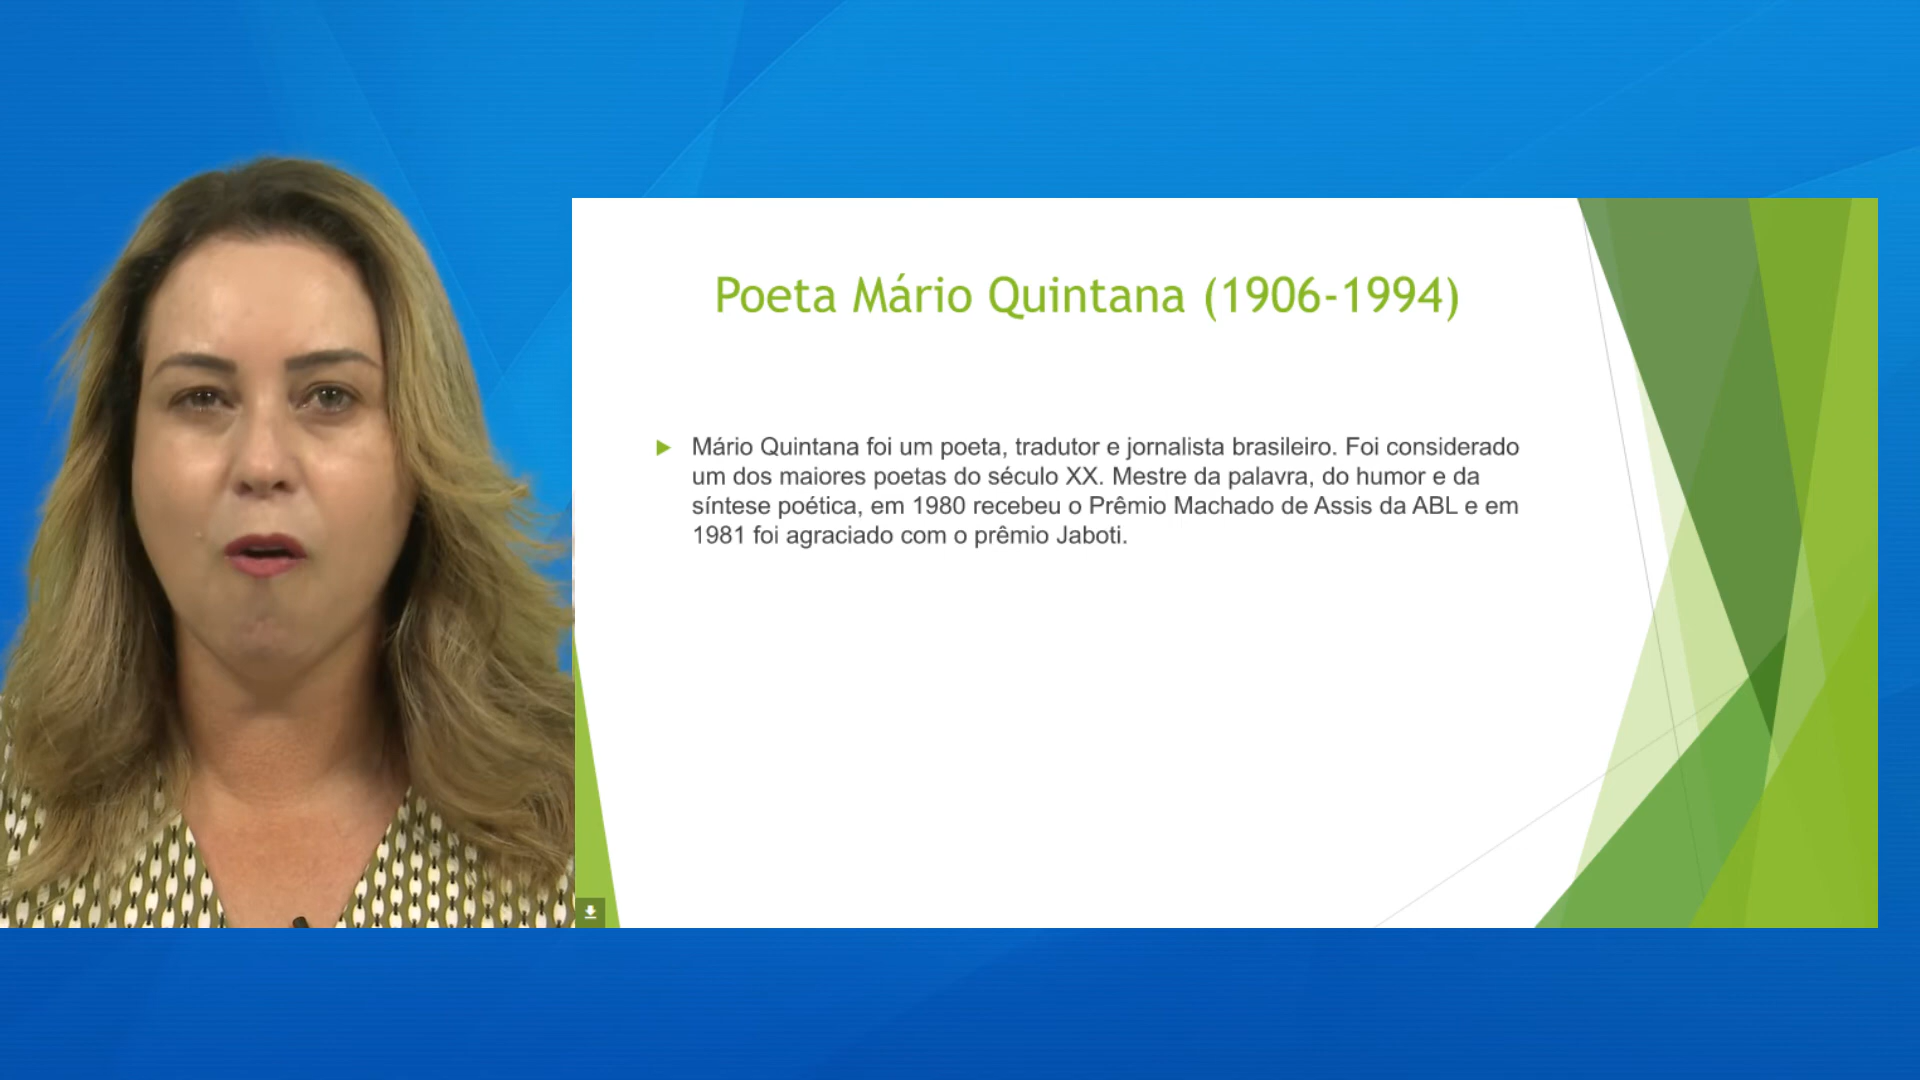 Poeta Mário Quintana (1906-1994)
Mário Quintana foi um poeta, tradutor e jornalista brasileiro. Foi considerado
um dos maiores poetas do século XX. Mestre da palavra, do humor e da
síntese poética, em 1980 recebeu o Prêmio Machado de Assis da ABL e em
1981 foi agraciado com o prêmio Jaboti.